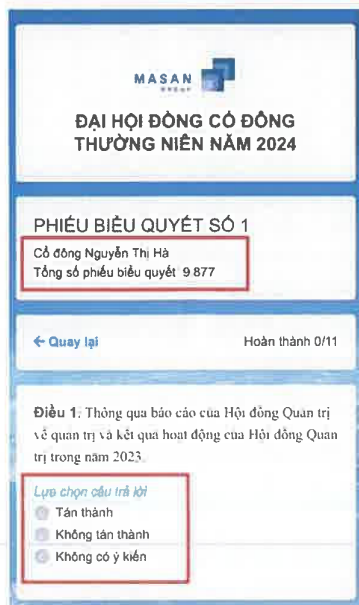 MASAN
GROUP
ĐẠI HỘI ĐỒNG CỔ ĐÔNG
THƯỜNG NIÊN NĂM 2024
PHIẾU BIỂU QUYẾT SỐ 1
Cổ đông Nguyễn Thị Hà
Tổng số phiếu biểu quyết 9.877
← Quay lại
Hoàn thành 0/11
Điều 1. Thông qua báo cáo của Hội đồng Quản trị
về quản trị và kết quả hoạt động của Hội đồng Quản
trị trong năm 2023.
Lựa chọn câu trả lời
Tán thành
Không tán thành
Không có ý kiến